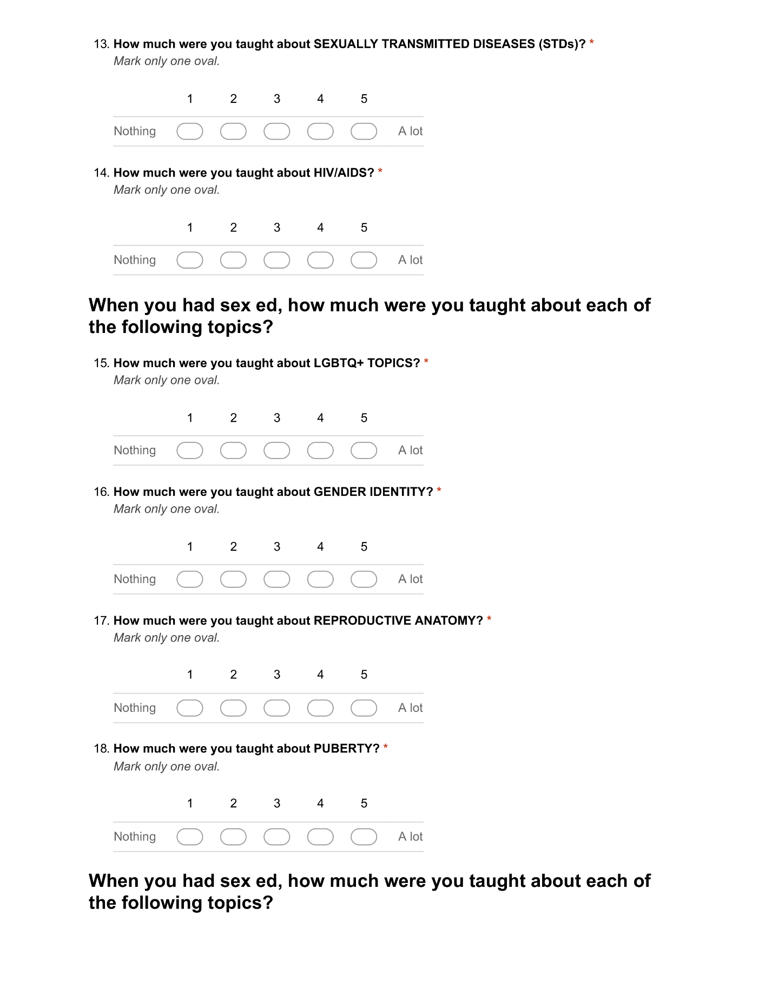 13. How much were you taught about SEXUALLY TRANSMITTED DISEASES (STDs)? *
Mark only one oval.
1 2 3 4 5
Nothing A lot
14. How much were you taught about HIV/AIDS? *
Mark only one oval.
1 2 3 4 5
Nothing A lot
When you had sex ed, how much were you taught about each of
the following topics?
15. How much were you taught about LGBTQ+ TOPICS? *
Mark only one oval.
1 2 3 4 5
Nothing A lot
16. How much were you taught about GENDER IDENTITY? *
Mark only one oval.
1 2 3 4 5
Nothing A lot
17. How much were you taught about REPRODUCTIVE ANATOMY? *
Mark only one oval.
1 2 3 4 5
Nothing A lot
18. How much were you taught about PUBERTY? *
Mark only one oval.
1 2 3 4 5
Nothing A lot
When you had sex ed, how much were you taught about each of
the following topics?